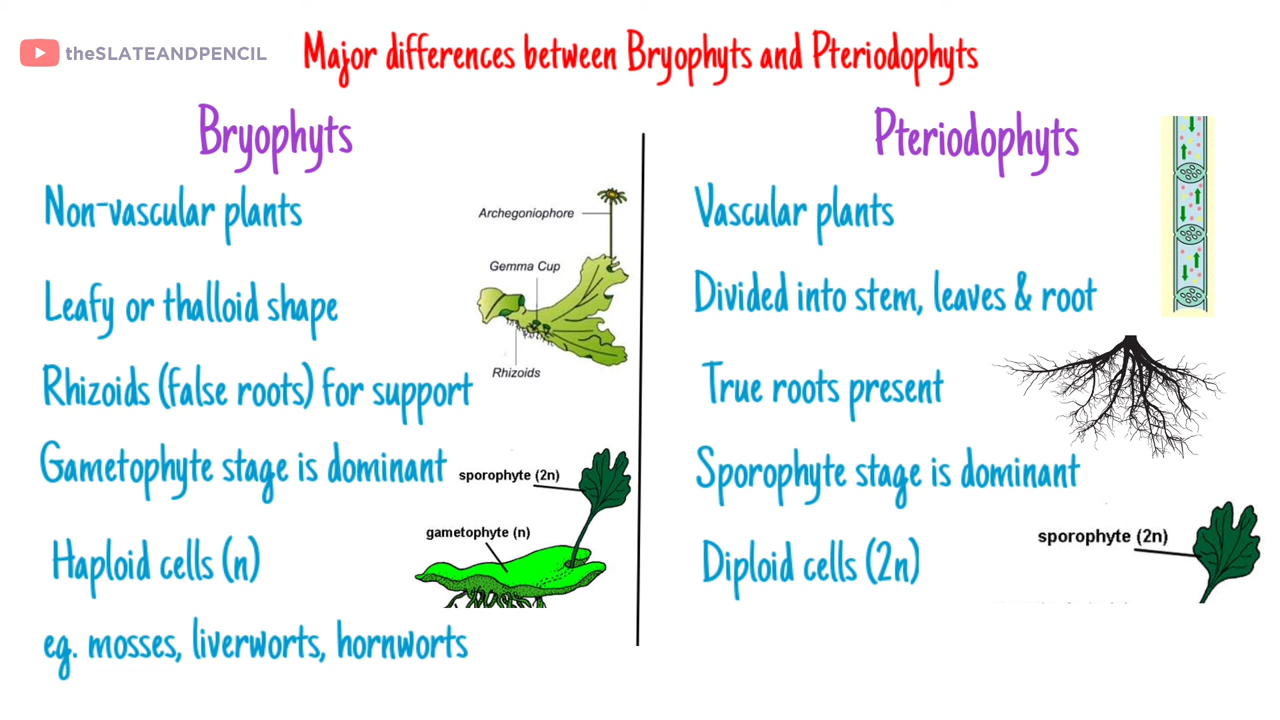 theSLATEANDPENCIL
Major differences between Bryophyts and Pteriodophyts
Bryophyts
Non-vascular plants
Leafy or thalloid shape
Rhizoids (false roots) for support
Gametophyte stage is dominant
Haploid cells (n)
eg. mosses, liverworts, hornworts
Archegoniophore
Gemma Cup
Rhizoids
sporophyte (2n)
gametophyte (n)
Pteriodophyts
Vascular plants
Divided into stem, leaves & root
True roots present
Sporophyte stage is dominant
Diploid cells (2n)
sporophyte (2n)